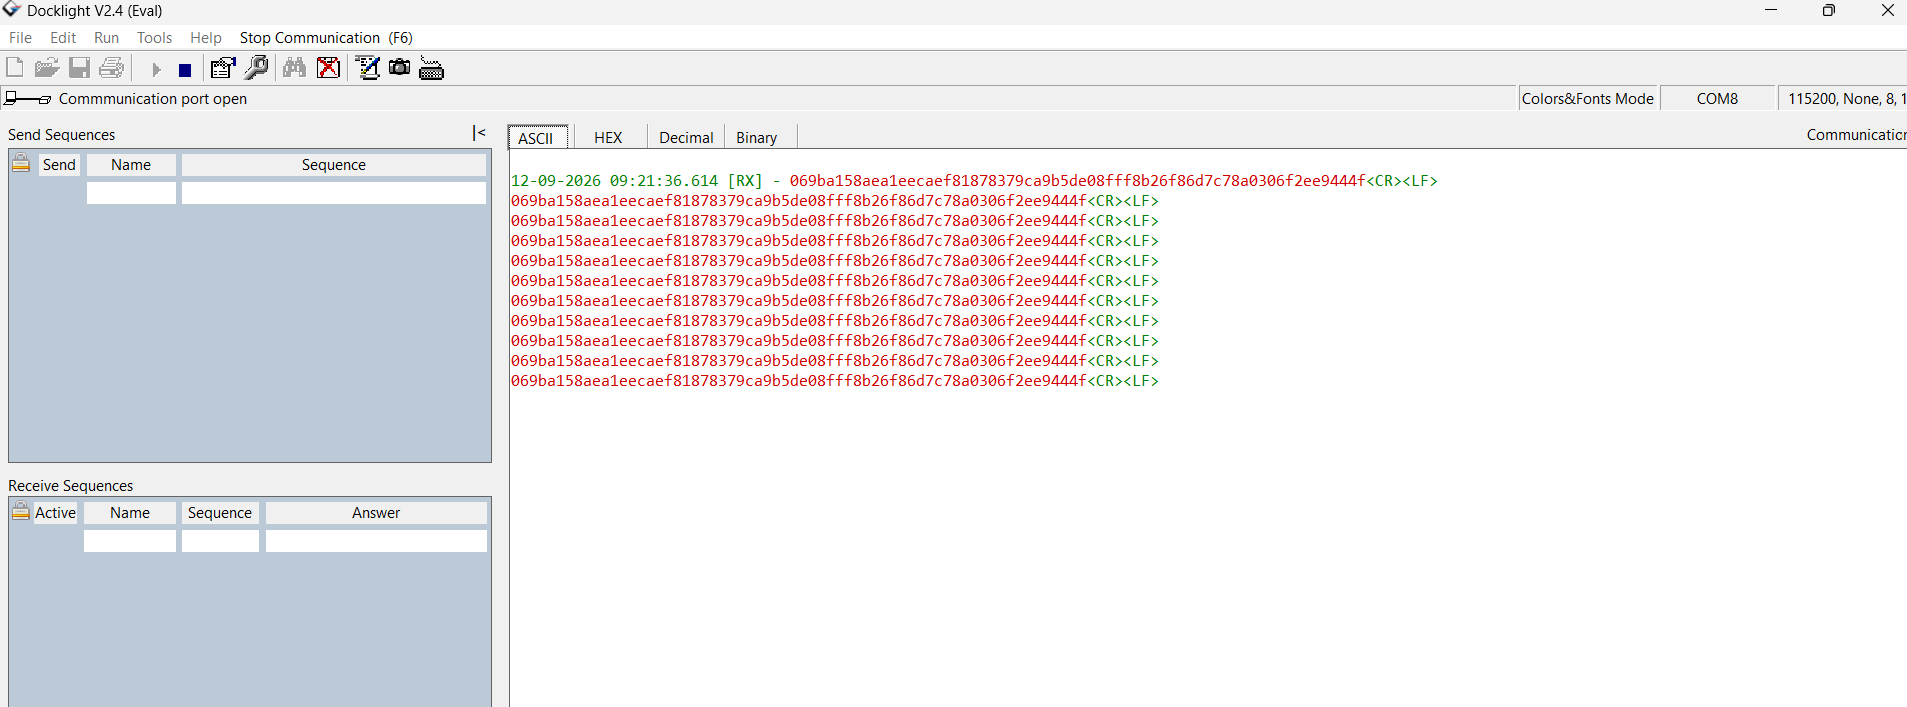 Docklight V2.4 (Eval)
File Edit Run Tools Help Stop Communication (F6)
Commmunication port open Colors&Fonts Mode COM8 115200, None, 8, 1
Send Sequences |<
Send Name Sequence
ASCII HEX Decimal Binary Communication
12-09-2026 09:21:36.614 [RX] - 069ba158aea1eecaef81878379ca9b5de08fff8b26f86d7c78a0306f2ee9444f<CR><LF>
069ba158aea1eecaef81878379ca9b5de08fff8b26f86d7c78a0306f2ee9444f<CR><LF>
069ba158aea1eecaef81878379ca9b5de08fff8b26f86d7c78a0306f2ee9444f<CR><LF>
069ba158aea1eecaef81878379ca9b5de08fff8b26f86d7c78a0306f2ee9444f<CR><LF>
069ba158aea1eecaef81878379ca9b5de08fff8b26f86d7c78a0306f2ee9444f<CR><LF>
069ba158aea1eecaef81878379ca9b5de08fff8b26f86d7c78a0306f2ee9444f<CR><LF>
069ba158aea1eecaef81878379ca9b5de08fff8b26f86d7c78a0306f2ee9444f<CR><LF>
069ba158aea1eecaef81878379ca9b5de08fff8b26f86d7c78a0306f2ee9444f<CR><LF>
069ba158aea1eecaef81878379ca9b5de08fff8b26f86d7c78a0306f2ee9444f<CR><LF>
069ba158aea1eecaef81878379ca9b5de08fff8b26f86d7c78a0306f2ee9444f<CR><LF>
069ba158aea1eecaef81878379ca9b5de08fff8b26f86d7c78a0306f2ee9444f<CR><LF>
Receive Sequences
Active Name Sequence Answer